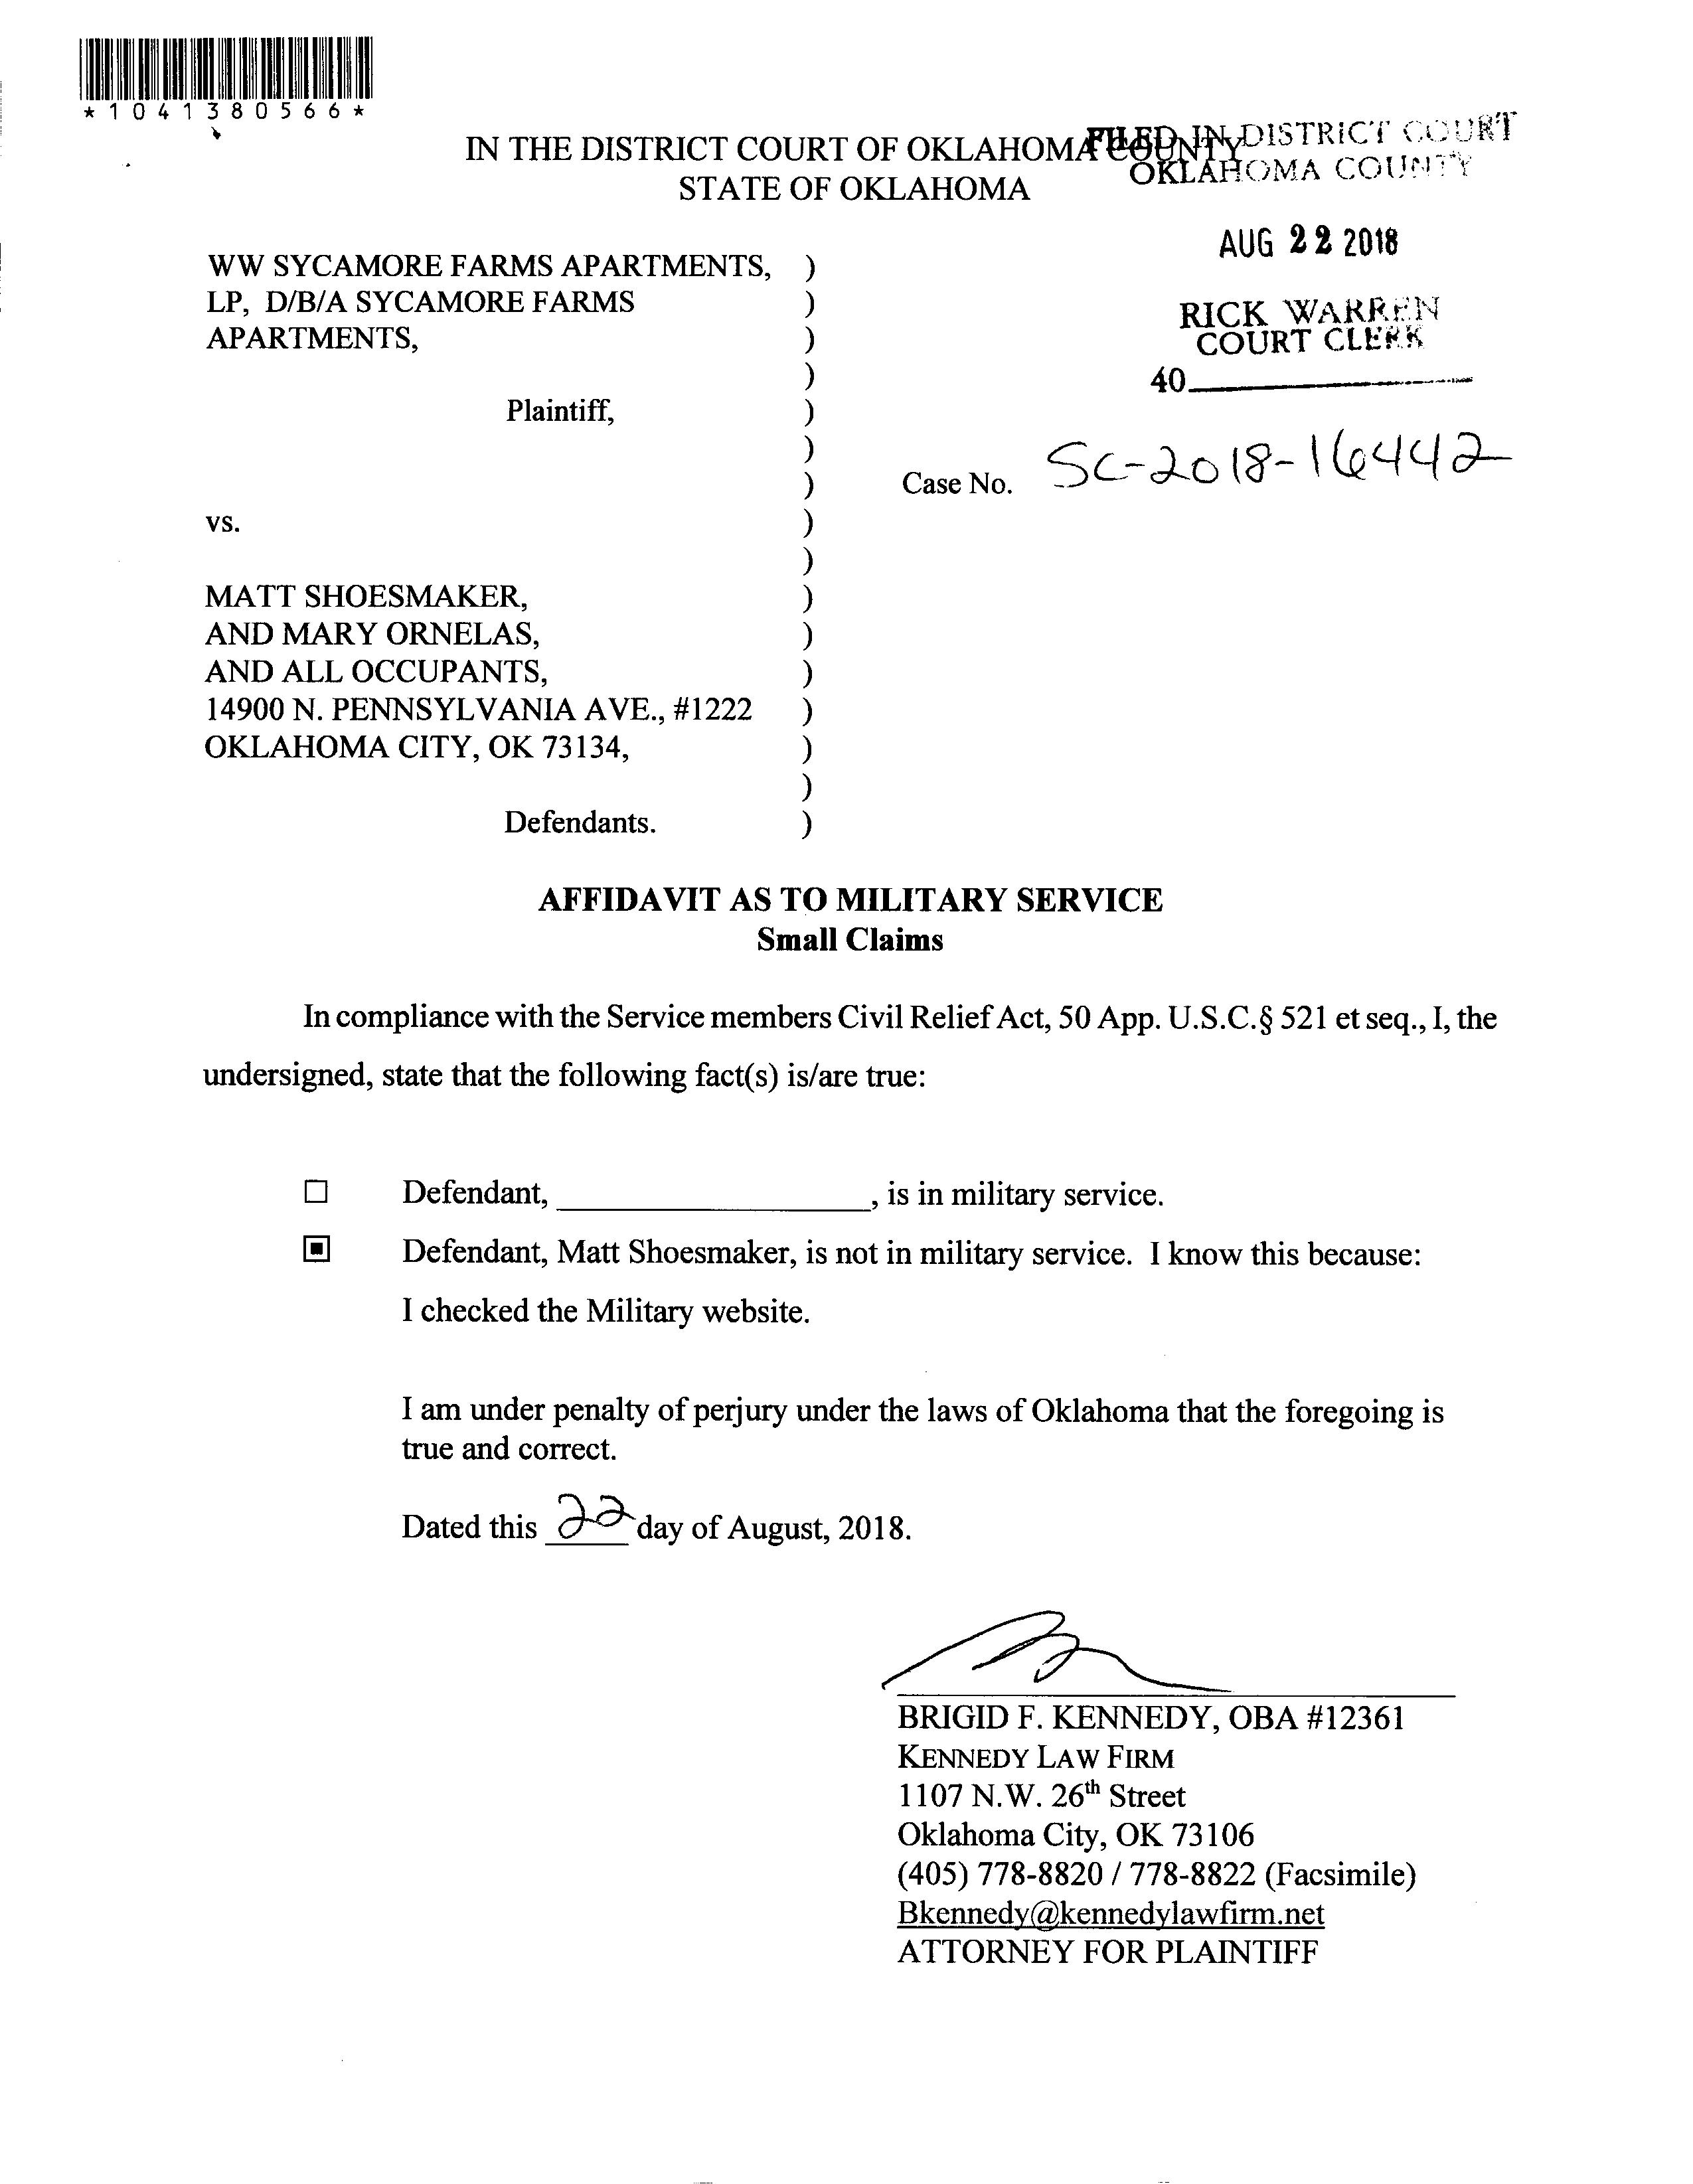 *1041380566*
IN THE DISTRICT COURT OF OKLAHOMA COUNTY
STATE OF OKLAHOMA
FILED IN DISTRICT COURT
OKLAHOMA COUNTY
AUG 22 2018
RICK WARREN
COURT CLERK
40
WW SYCAMORE FARMS APARTMENTS, )
LP, D/B/A SYCAMORE FARMS )
APARTMENTS, )
)
Plaintiff, )
)
) Case No. SC-2018-16442
vs. )
)
MATT SHOESMAKER, )
AND MARY ORNELAS, )
AND ALL OCCUPANTS, )
14900 N. PENNSYLVANIA AVE., #1222 )
OKLAHOMA CITY, OK 73134, )
)
Defendants. )
AFFIDAVIT AS TO MILITARY SERVICE
Small Claims
In compliance with the Service members Civil Relief Act, 50 App. U.S.C.§ 521 et seq., I, the
undersigned, state that the following fact(s) is/are true:
☐ Defendant, ____________________, is in military service.
▣ Defendant, Matt Shoesmaker, is not in military service. I know this because:
I checked the Military website.
I am under penalty of perjury under the laws of Oklahoma that the foregoing is
true and correct.
Dated this 22 day of August, 2018.
BRIGID F. KENNEDY, OBA #12361
KENNEDY LAW FIRM
1107 N.W. 26th Street
Oklahoma City, OK 73106
(405) 778-8820 / 778-8822 (Facsimile)
Bkennedy@kennedylawfirm.net
ATTORNEY FOR PLAINTIFF